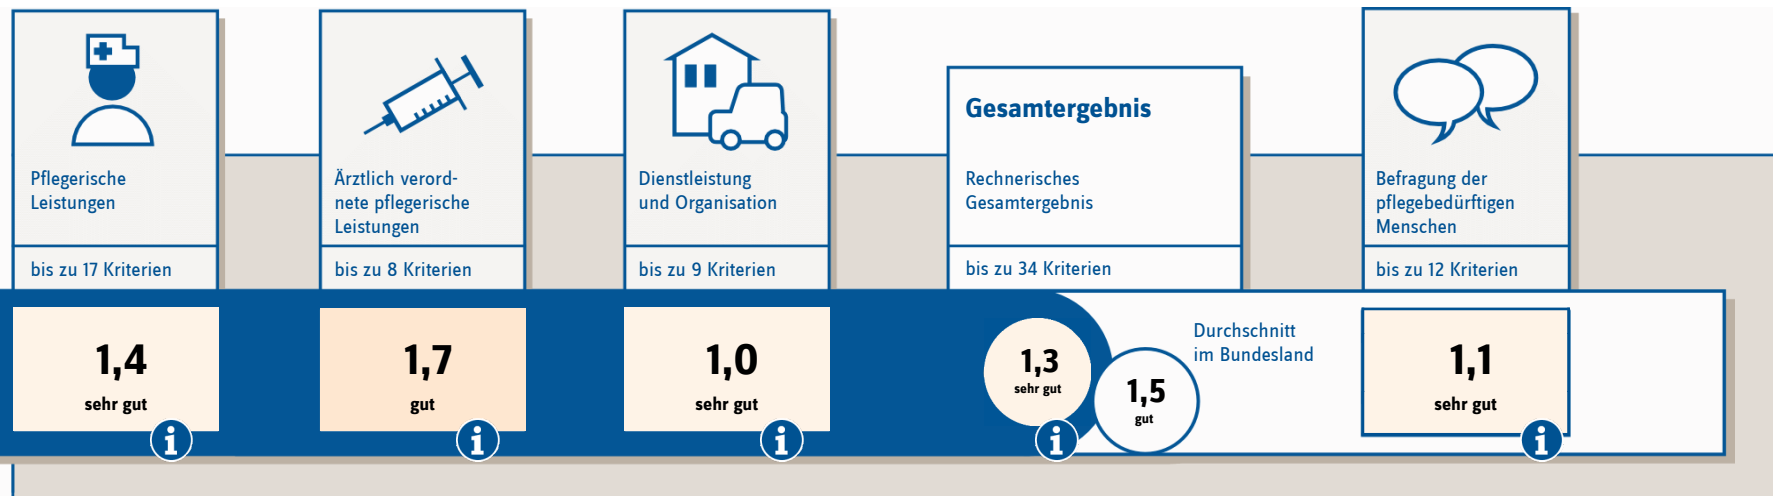 Pflegerische
Leistungen
bis zu 17 Kriterien
1,4
sehr gut
i
Ärztlich verord-
nete pflegerische
Leistungen
bis zu 8 Kriterien
1,7
gut
i
Dienstleistung
und Organisation
bis zu 9 Kriterien
1,0
sehr gut
i
Gesamtergebnis
Rechnerisches
Gesamtergebnis
bis zu 34 Kriterien
1,3
sehr gut
i
1,5
gut
Durchschnitt
im Bundesland
Befragung der
pflegebedürftigen
Menschen
bis zu 12 Kriterien
1,1
sehr gut
i